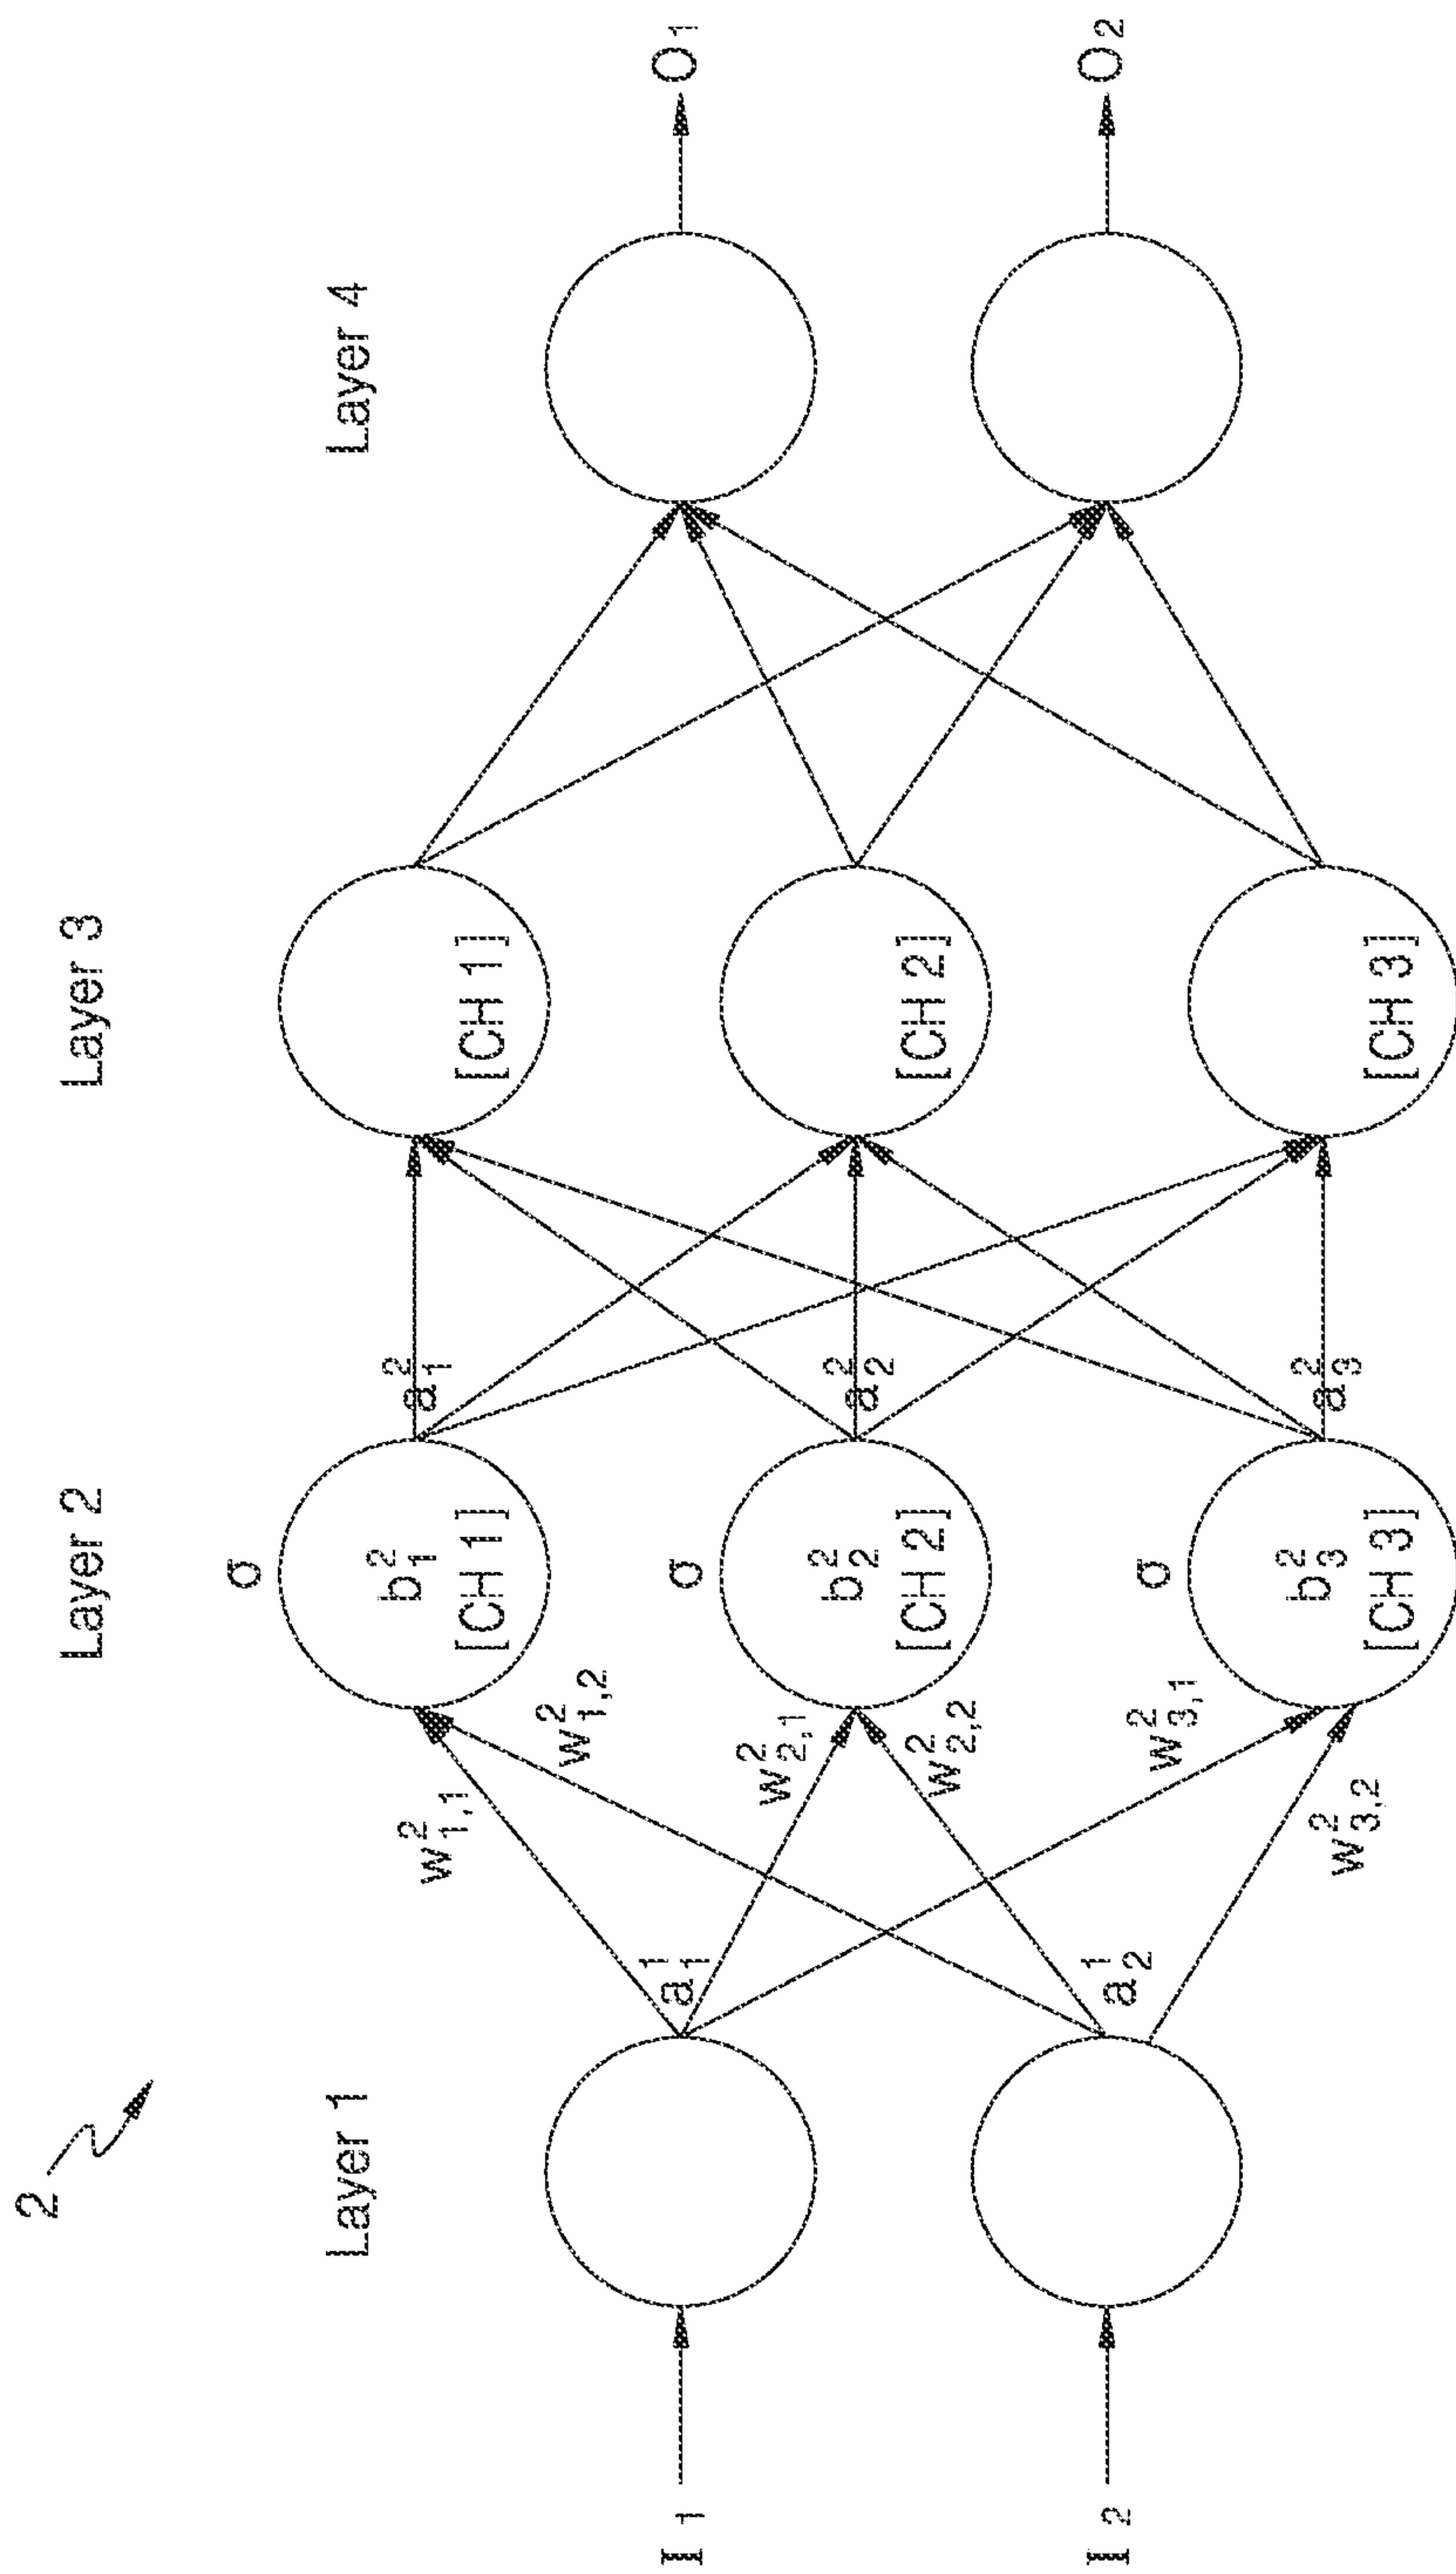 2
Layer 1
Layer 2
Layer 3
Layer 4
I₁
I₂
a¹₁
a¹₂
w²₁,₁
w²₁,₂
w²₂,₁
w²₂,₂
w²₃,₁
w²₃,₂
σ
b²₁
[CH 1]
σ
b²₂
[CH 2]
σ
b²₃
[CH 3]
a²₁
a²₂
a²₃
[CH 1]
[CH 2]
[CH 3]
O₁
O₂